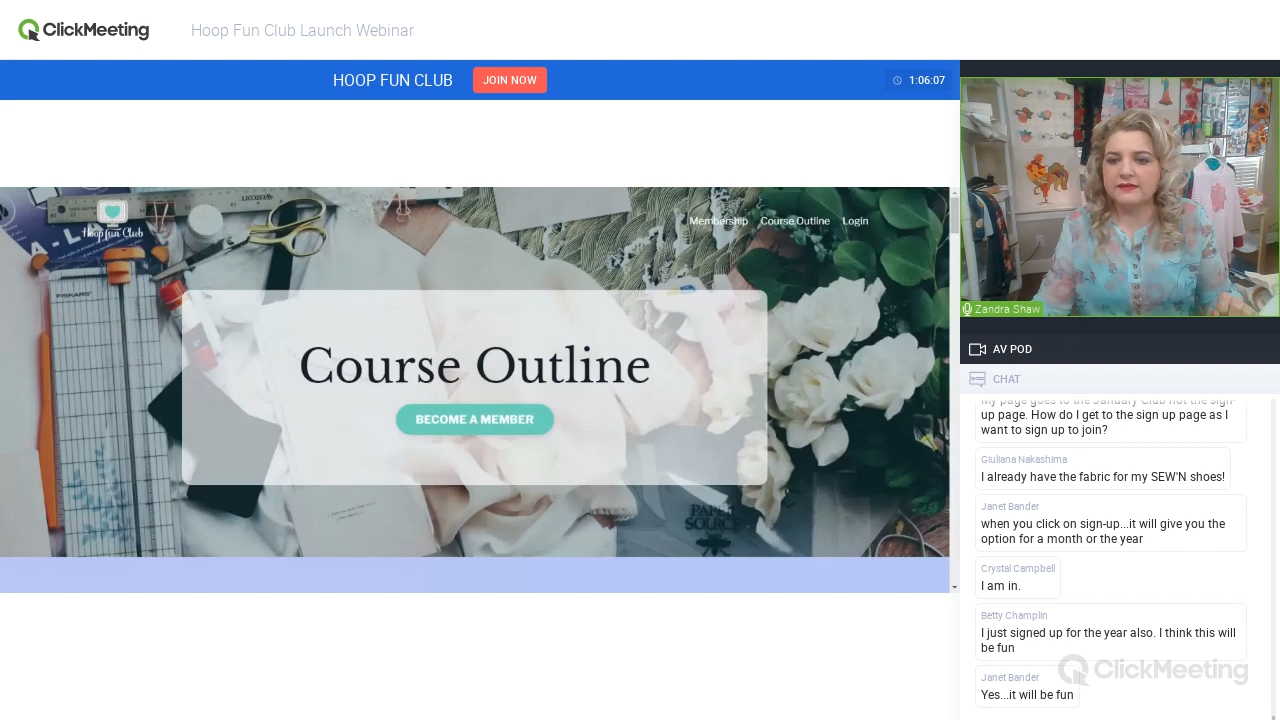 ClickMeeting
Hoop Fun Club Launch Webinar
HOOP FUN CLUB
JOIN NOW
1:06:07
Hoop fun Club
Membership
Course Outline
Login
FISKARS
Course Outline
BECOME A MEMBER
PAPER
SOURCE
Zandra Shaw
AV POD
CHAT
My page goes to the January Club not the sign-
up page. How do I get to the sign up page as I
want to sign up to join?
Giuliana Nakashima
I already have the fabric for my SEW'N shoes!
Janet Bander
when you click on sign-up...it will give you the
option for a month or the year
Crystal Campbell
I am in.
Betty Champlin
I just signed up for the year also. I think this will
be fun
Janet Bander
Yes...it will be fun
ClickMeeting